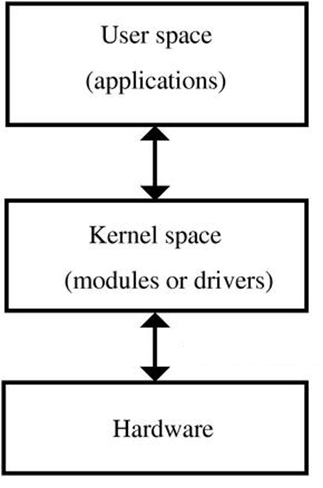 User space
(applications)
Kernel space
(modules or drivers)
Hardware